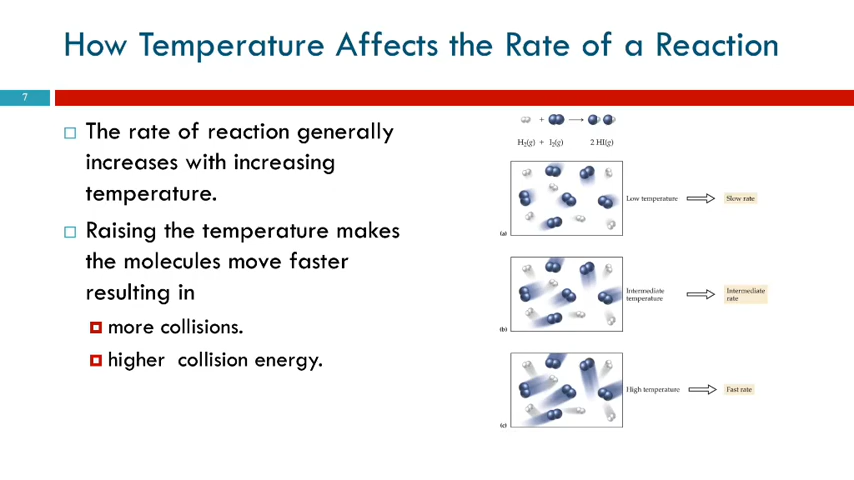 How Temperature Affects the Rate of a Reaction
7
The rate of reaction generally
increases with increasing
temperature.
Raising the temperature makes
the molecules move faster
resulting in
more collisions.
higher collision energy.
+
H₂(g) + I₂(g) 2 HI(g)
Low temperature
Slow rate
(a)
Intermediate
temperature
Intermediate
rate
(b)
High temperature
Fast rate
(c)